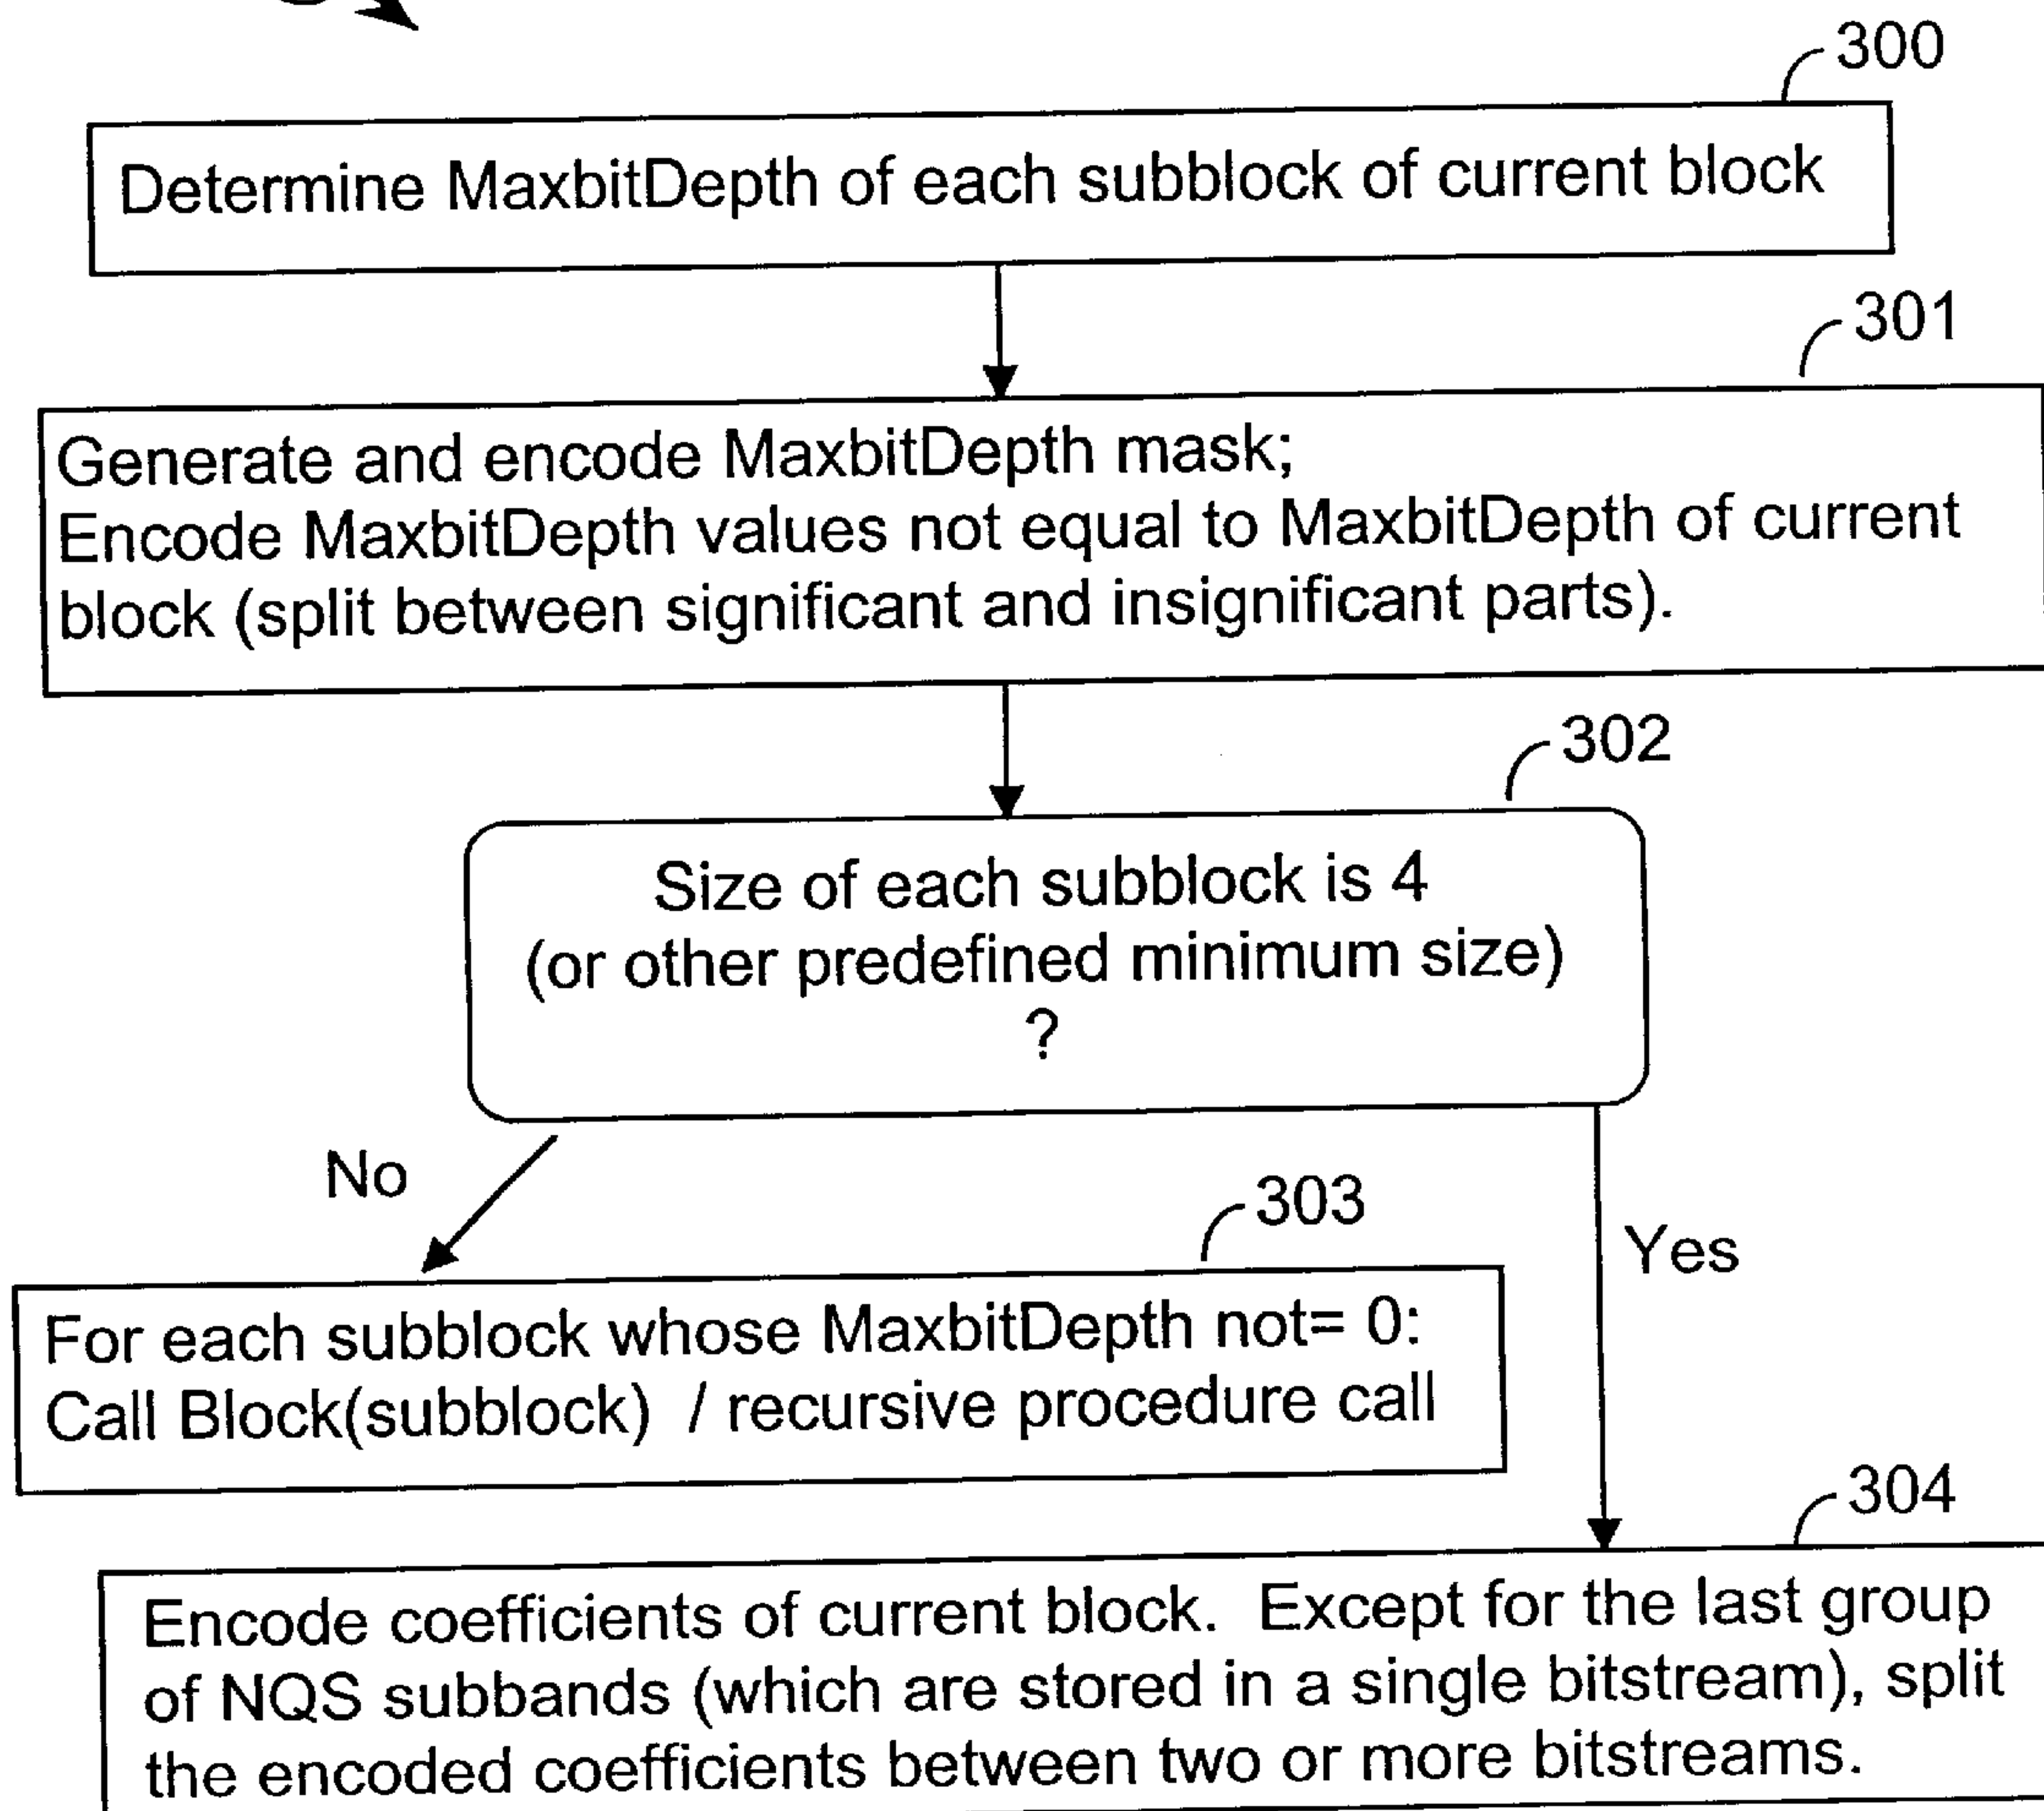 300
Determine MaxbitDepth of each subblock of current block
301
Generate and encode MaxbitDepth mask;
Encode MaxbitDepth values not equal to MaxbitDepth of current
block (split between significant and insignificant parts).
302
Size of each subblock is 4
(or other predefined minimum size)
?
No
303
Yes
For each subblock whose MaxbitDepth not= 0:
Call Block(subblock) / recursive procedure call
304
Encode coefficients of current block. Except for the last group
of NQS subbands (which are stored in a single bitstream), split
the encoded coefficients between two or more bitstreams.